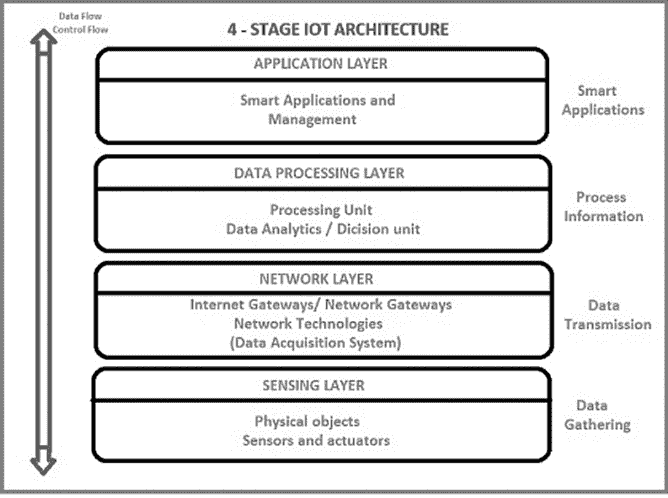 Data Flow
Control Flow
4 - STAGE IOT ARCHITECTURE
APPLICATION LAYER
Smart Applications and
Management
Smart
Applications
DATA PROCESSING LAYER
Processing Unit
Data Analytics / Dicision unit
Process
Information
NETWORK LAYER
Internet Gateways/ Network Gateways
Network Technologies
(Data Acquisition System)
Data
Transmission
SENSING LAYER
Physical objects
Sensors and actuators
Data
Gathering